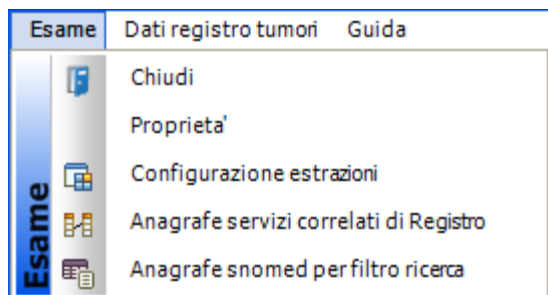 Esame Dati registro tumori Guida
Chiudi
Proprieta'
Configurazione estrazioni
Anagrafe servizi correlati di Registro
Anagrafe snomed per filtro ricerca
Esame